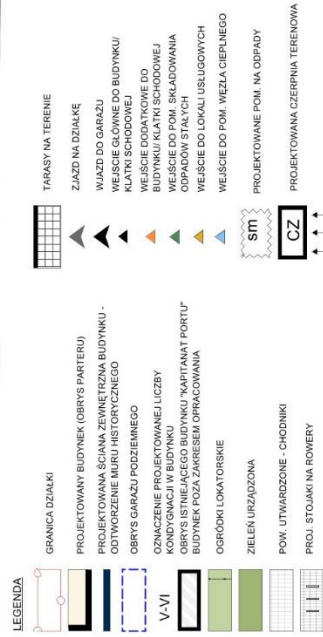 LEGENDA
GRANICA DZIAŁKI
PROJEKTOWANY BUDYNEK (OBRYS PARTERU)
PROJEKTOWANA ŚCIANA ZEWNĘTRZNA BUDYNKU -
ODTWORZENIE MURU HISTORYCZNEGO
OBRYS GARAŻU PODZIEMNEGO
V-VI
OZNACZENIE PROJEKTOWANEJ LICZBY
KONDYGNACJI W BUDYNKU
OBRYS ISTNIEJĄCEGO BUDYNKU "KAPITANAT PORTU"
BUDYNEK POZA ZAKRESEM OPRACOWANIA
OGRÓDKI LOKATORSKIE
ZIELEŃ URZĄDZONA
POW. UTWARDZONE - CHODNIKI
PROJ. STOJAKI NA ROWERY
TARASY NA TERENIE
ZJAZD NA DZIAŁKĘ
WJAZD DO GARAŻU
WEJŚCIE GŁÓWNE DO BUDYNKU/
KLATKI SCHODOWEJ
WEJŚCIE DODATKOWE DO
BUDYNKU/ KLATKI SCHODOWEJ
WEJŚCIE DO POM. SKŁADOWANIA
ODPADÓW STAŁYCH
WEJŚCIE DO LOKALI USŁUGOWYCH
WEJŚCIE DO POM. WĘZŁA CIEPLNEGO
sm
PROJEKTOWANE POM. NA ODPADY
CZ
PROJEKTOWANA CZERPNIA TERENOWA